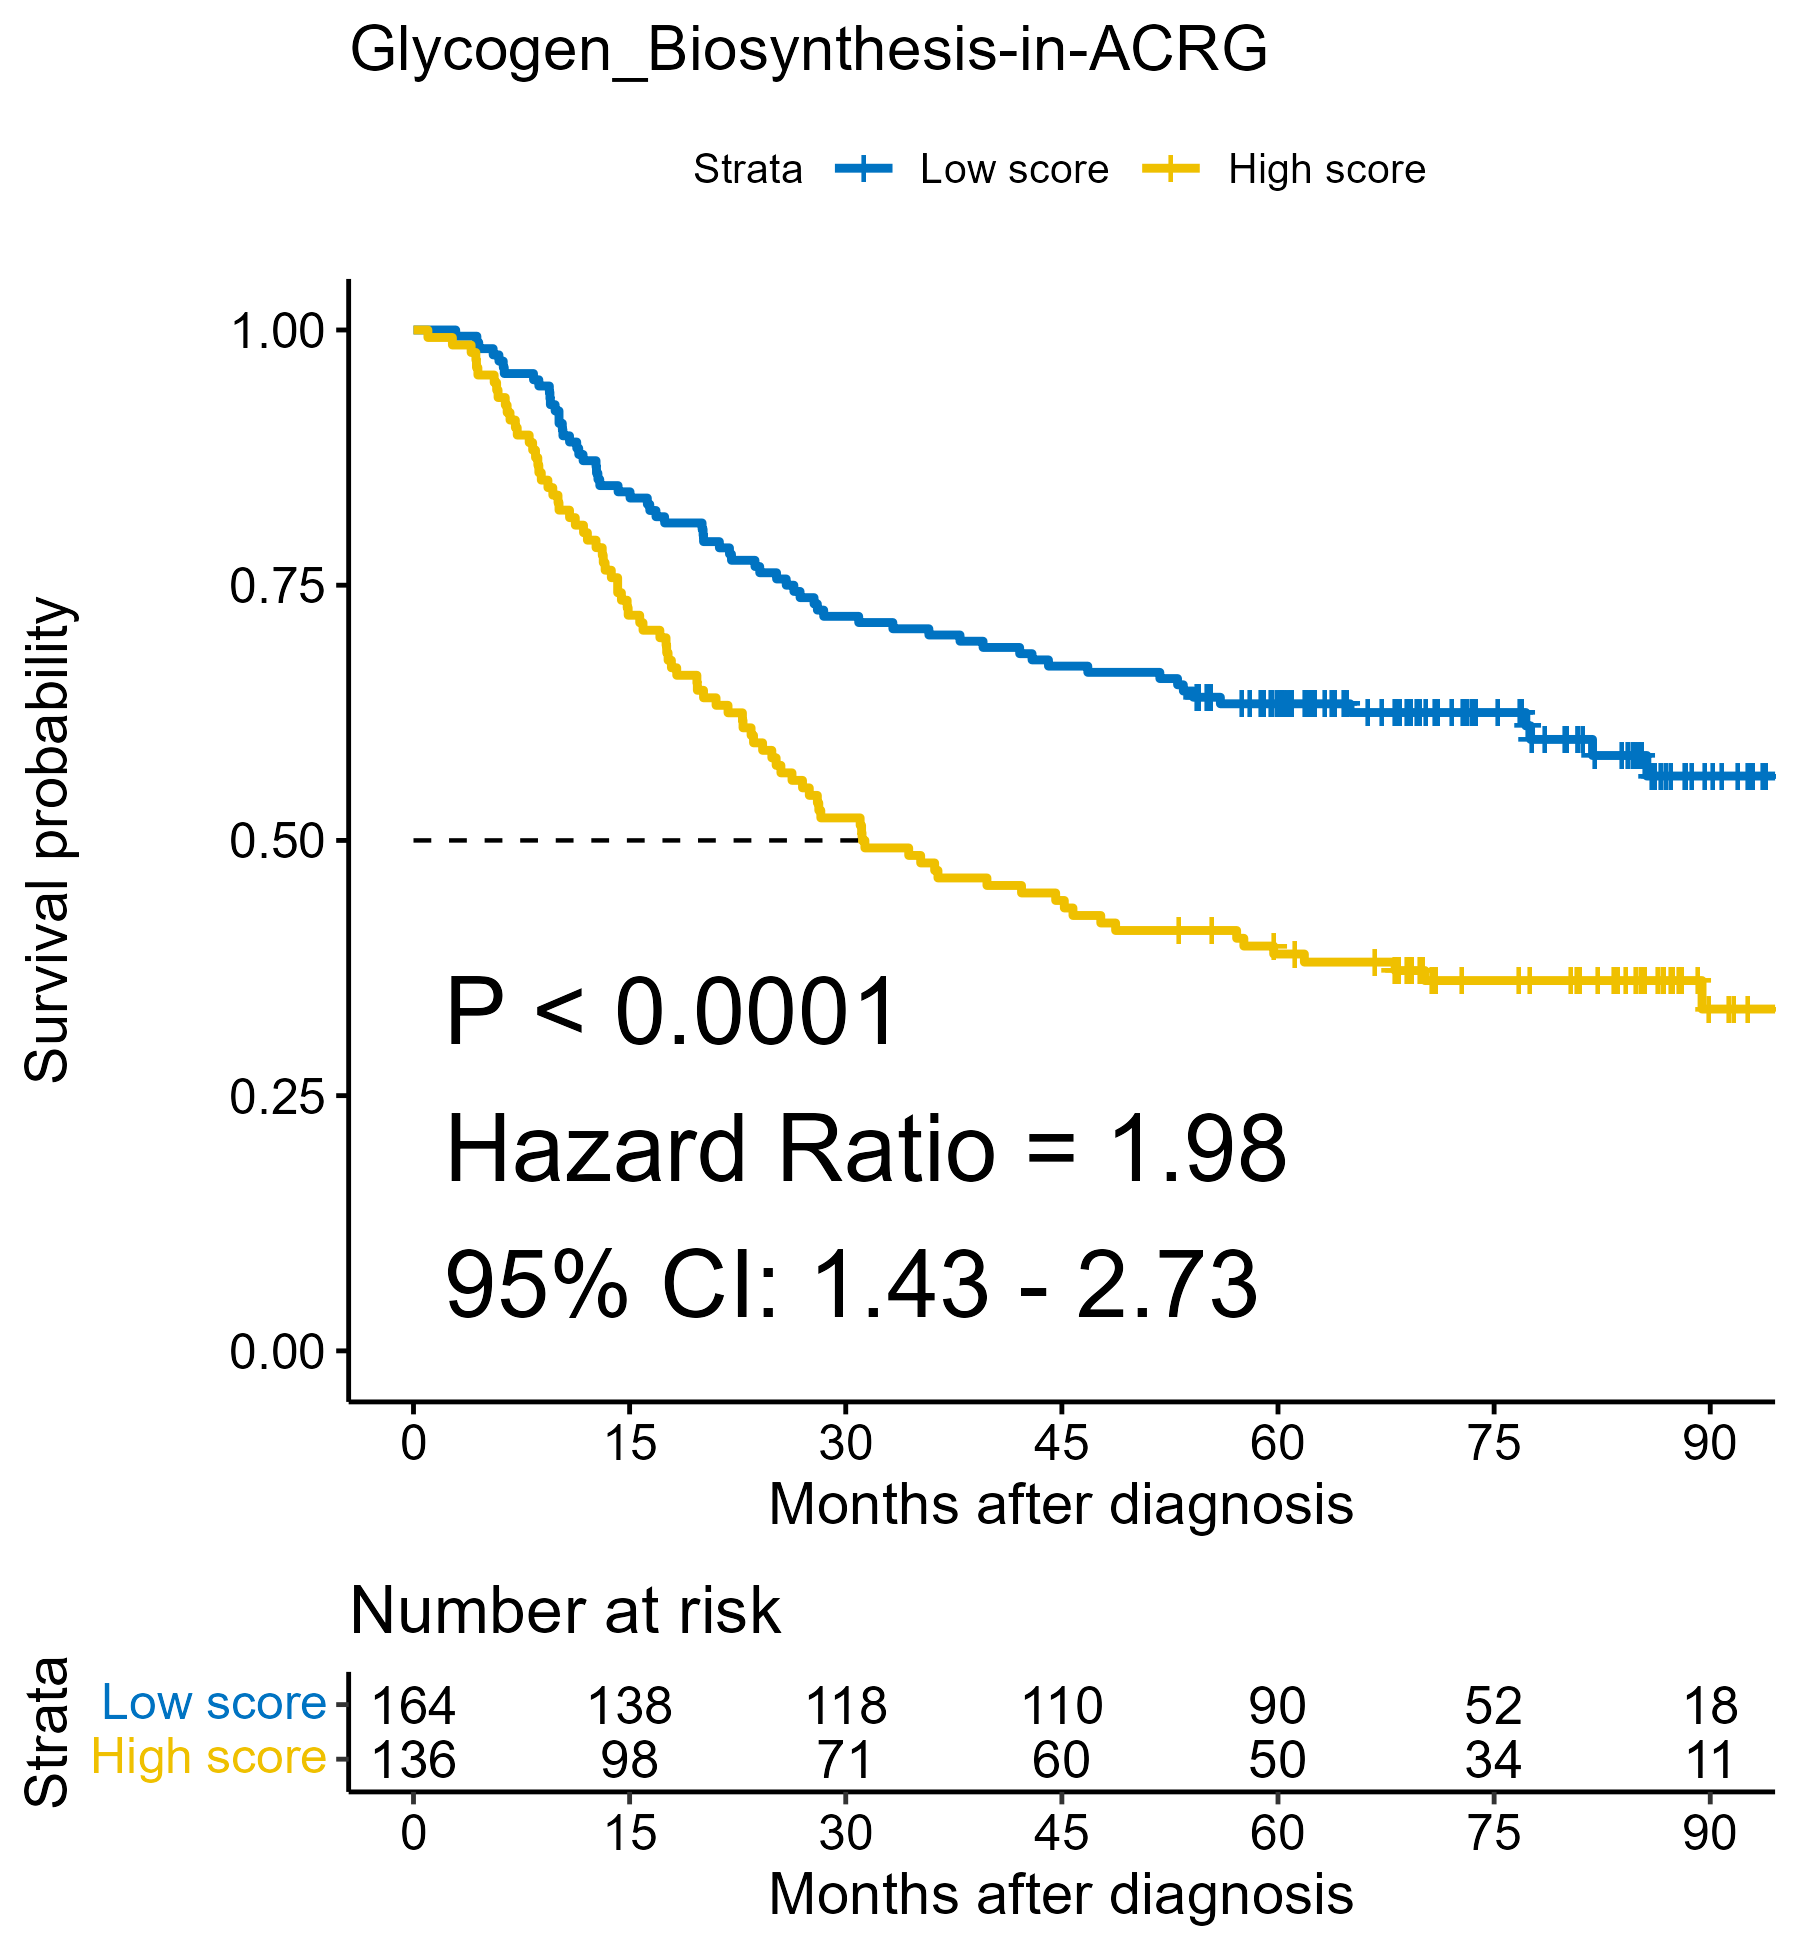 Glycogen_Biosynthesis-in-ACRG
Strata Low score High score
Survival probability
1.00
0.75
0.50
0.25
0.00
P < 0.0001
Hazard Ratio = 1.98
95% CI: 1.43 - 2.73
0 15 30 45 60 75 90
Months after diagnosis
Number at risk
Strata
Low score 164 138 118 110 90 52 18
High score 136 98 71 60 50 34 11
0 15 30 45 60 75 90
Months after diagnosis